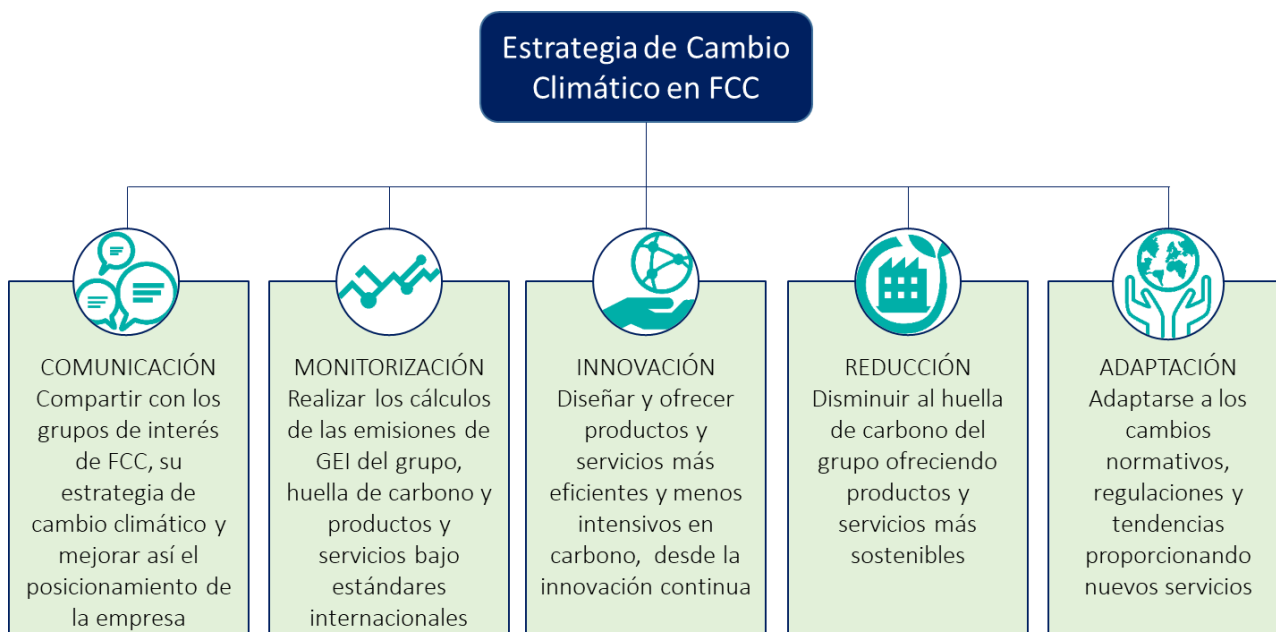 Estrategia de Cambio
Climático en FCC
COMUNICACIÓN
Compartir con los
grupos de interés
de FCC, su
estrategia de
cambio climático y
mejorar así el
posicionamiento de
la empresa
MONITORIZACIÓN
Realizar los cálculos
de las emisiones de
GEI del grupo,
huella de carbono y
productos y
servicios bajo
estándares
internacionales
INNOVACIÓN
Diseñar y ofrecer
productos y
servicios más
eficientes y menos
intensivos en
carbono, desde la
innovación continua
REDUCCIÓN
Disminuir al huella
de carbono del
grupo ofreciendo
productos y
servicios más
sostenibles
ADAPTACIÓN
Adaptarse a los
cambios
normativos,
regulaciones y
tendencias
proporcionando
nuevos servicios